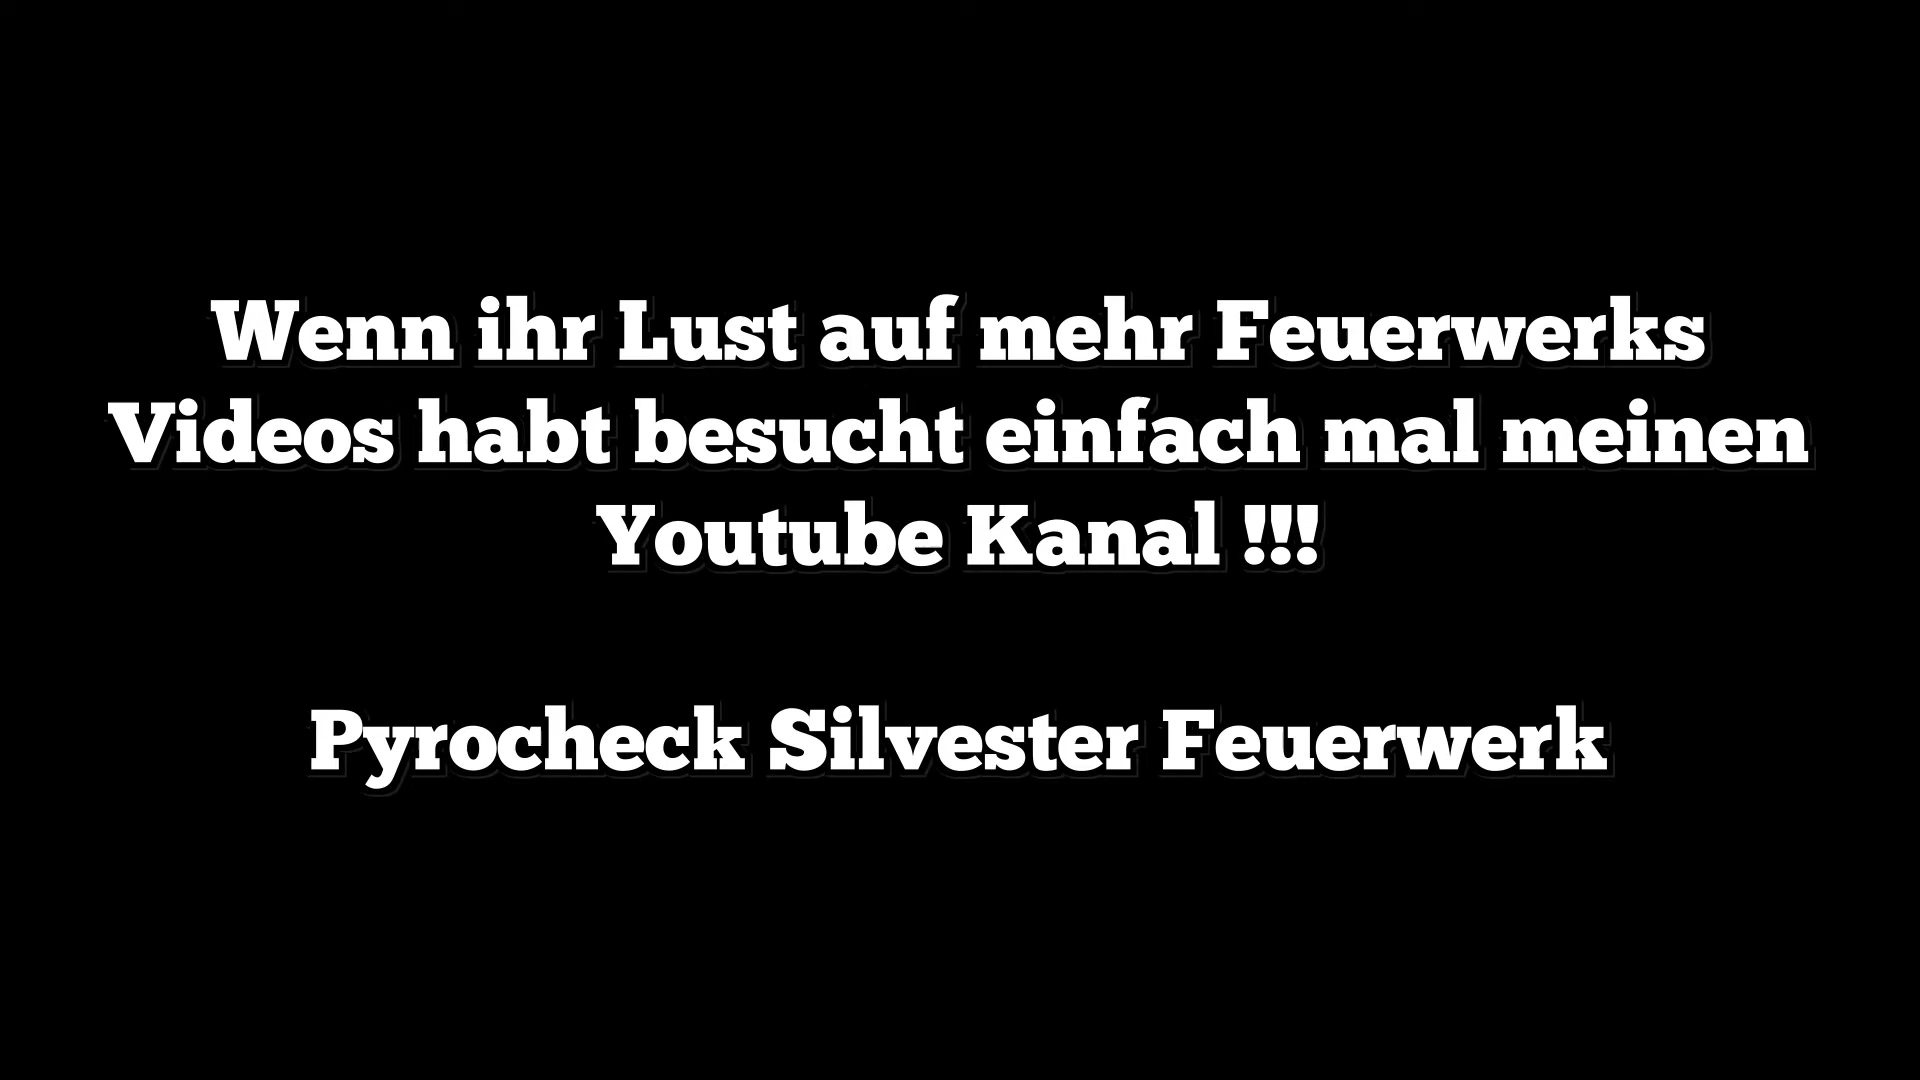 Wenn ihr Lust auf mehr Feuerwerks
Videos habt besucht einfach mal meinen
Youtube Kanal !!!
Pyrocheck Silvester Feuerwerk